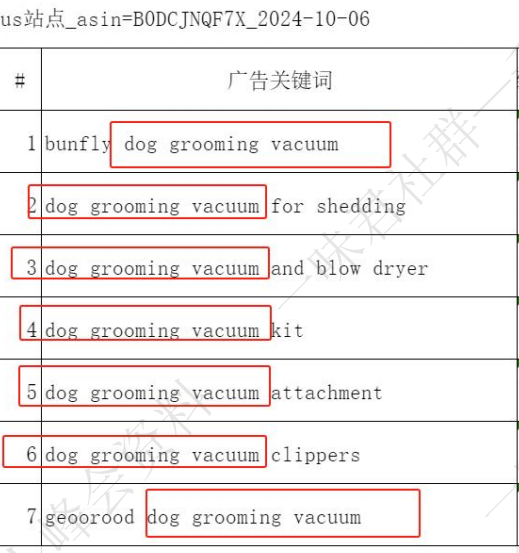 us站点_asin=B0DCJNQF7X_2024-10-06
# 广告关键词
1 bunfly dog grooming vacuum
2 dog grooming vacuum for shedding
3 dog grooming vacuum and blow dryer
4 dog grooming vacuum kit
5 dog grooming vacuum attachment
6 dog grooming vacuum clippers
7 geoorood dog grooming vacuum
一味君社群一
峰会资料